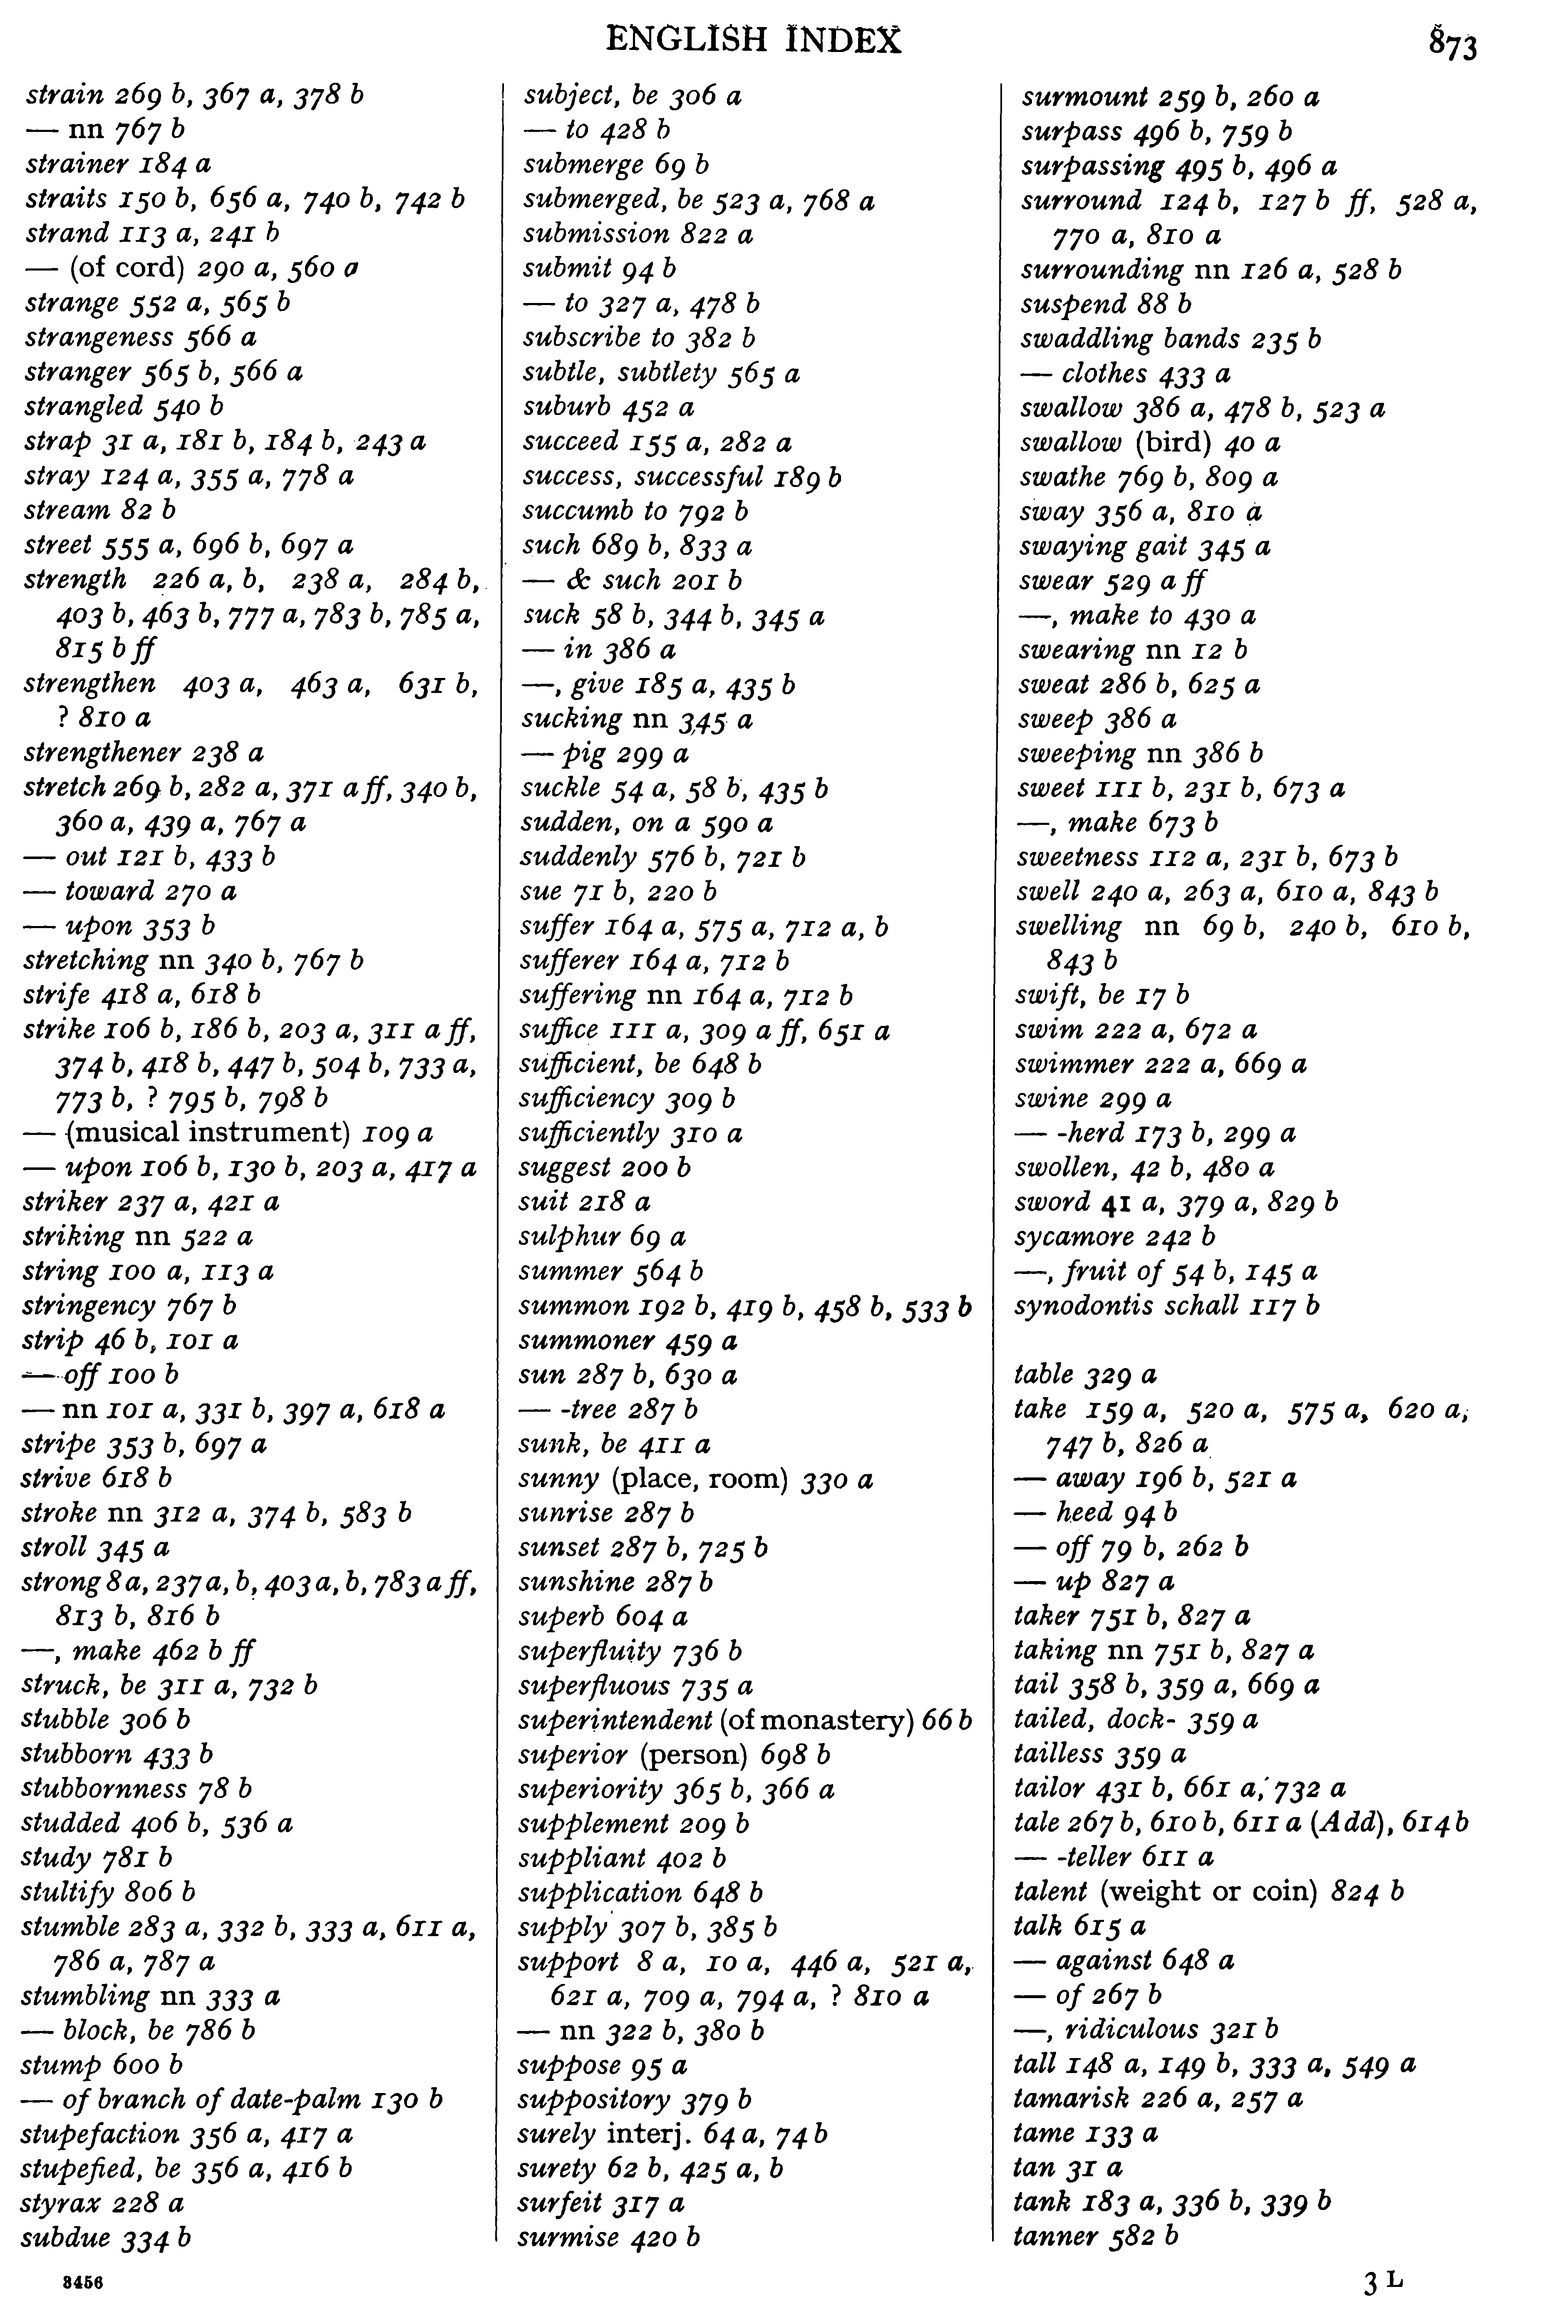 ENGLISH INDEX
873
strain 269 b, 367 a, 378 b
— nn 767 b
strainer 184 a
straits 150 b, 656 a, 740 b, 742 b
strand 113 a, 241 b
— (of cord) 290 a, 560 a
strange 552 a, 565 b
strangeness 566 a
stranger 565 b, 566 a
strangled 540 b
strap 31 a, 181 b, 184 b, 243 a
stray 124 a, 355 a, 778 a
stream 82 b
street 555 a, 696 b, 697 a
strength 226 a, b, 238 a, 284 b,
403 b, 463 b, 777 a, 783 b, 785 a,
815 b ff
strengthen 403 a, 463 a, 631 b,
? 810 a
strengthener 238 a
stretch 269 b, 282 a, 371 a ff, 340 b,
360 a, 439 a, 767 a
— out 121 b, 433 b
— toward 270 a
— upon 353 b
stretching nn 340 b, 767 b
strife 418 a, 618 b
strike 106 b, 186 b, 203 a, 311 a ff,
374 b, 418 b, 447 b, 504 b, 733 a,
773 b, ? 795 b, 798 b
— (musical instrument) 109 a
— upon 106 b, 130 b, 203 a, 417 a
striker 237 a, 421 a
striking nn 522 a
string 100 a, 113 a
stringency 767 b
strip 46 b, 101 a
— off 100 b
— nn 101 a, 331 b, 397 a, 618 a
stripe 353 b, 697 a
strive 618 b
stroke nn 312 a, 374 b, 583 b
stroll 345 a
strong 8 a, 237 a, b, 403 a, b, 783 a ff,
813 b, 816 b
—, make 462 b ff
struck, be 311 a, 732 b
stubble 306 b
stubborn 433 b
stubbornness 78 b
studded 406 b, 536 a
study 781 b
stultify 806 b
stumble 283 a, 332 b, 333 a, 611 a,
786 a, 787 a
stumbling nn 333 a
— block, be 786 b
stump 600 b
— of branch of date-palm 130 b
stupefaction 356 a, 417 a
stupefied, be 356 a, 416 b
styrax 228 a
subdue 334 b
subject, be 306 a
— to 428 b
submerge 69 b
submerged, be 523 a, 768 a
submission 822 a
submit 94 b
— to 327 a, 478 b
subscribe to 382 b
subtle, subtlety 565 a
suburb 452 a
succeed 155 a, 282 a
success, successful 189 b
succumb to 792 b
such 689 b, 833 a
— & such 201 b
suck 58 b, 344 b, 345 a
— in 386 a
—, give 185 a, 435 b
sucking nn 345 a
— pig 299 a
suckle 54 a, 58 b, 435 b
sudden, on a 590 a
suddenly 576 b, 721 b
sue 71 b, 220 b
suffer 164 a, 575 a, 712 a, b
sufferer 164 a, 712 b
suffering nn 164 a, 712 b
suffice 111 a, 309 a ff, 651 a
sufficient, be 648 b
sufficiency 309 b
sufficiently 310 a
suggest 200 b
suit 218 a
sulphur 69 a
summer 564 b
summon 192 b, 419 b, 458 b, 533 b
summoner 459 a
sun 287 b, 630 a
— -tree 287 b
sunk, be 411 a
sunny (place, room) 330 a
sunrise 287 b
sunset 287 b, 725 b
sunshine 287 b
superb 604 a
superfluity 736 b
superfluous 735 a
superintendent (of monastery) 66 b
superior (person) 698 b
superiority 365 b, 366 a
supplement 209 b
suppliant 402 b
supplication 648 b
supply 307 b, 385 b
support 8 a, 10 a, 446 a, 521 a,
621 a, 709 a, 794 a, ? 810 a
— nn 322 b, 380 b
suppose 95 a
suppository 379 b
surely interj. 64 a, 74 b
surety 62 b, 425 a, b
surfeit 317 a
surmise 420 b
surmount 259 b, 260 a
surpass 496 b, 759 b
surpassing 495 b, 496 a
surround 124 b, 127 b ff, 528 a,
770 a, 810 a
surrounding nn 126 a, 528 b
suspend 88 b
swaddling bands 235 b
— clothes 433 a
swallow 386 a, 478 b, 523 a
swallow (bird) 40 a
swathe 769 b, 809 a
sway 356 a, 810 a
swaying gait 345 a
swear 529 a ff
—, make to 430 a
swearing nn 12 b
sweat 286 b, 625 a
sweep 386 a
sweeping nn 386 b
sweet 111 b, 231 b, 673 a
—, make 673 b
sweetness 112 a, 231 b, 673 b
swell 240 a, 263 a, 610 a, 843 b
swelling nn 69 b, 240 b, 610 b,
843 b
swift, be 17 b
swim 222 a, 672 a
swimmer 222 a, 669 a
swine 299 a
— -herd 173 b, 299 a
swollen, 42 b, 480 a
sword 41 a, 379 a, 829 b
sycamore 242 b
—, fruit of 54 b, 145 a
synodontis schall 117 b
table 329 a
take 159 a, 520 a, 575 a, 620 a,
747 b, 826 a
— away 196 b, 521 a
— heed 94 b
— off 79 b, 262 b
— up 827 a
taker 751 b, 827 a
taking nn 751 b, 827 a
tail 358 b, 359 a, 669 a
tailed, dock- 359 a
tailless 359 a
tailor 431 b, 661 a, 732 a
tale 267 b, 610 b, 611 a (Add), 614 b
— -teller 611 a
talent (weight or coin) 824 b
talk 615 a
— against 648 a
— of 267 b
—, ridiculous 321 b
tall 148 a, 149 b, 333 a, 549 a
tamarisk 226 a, 257 a
tame 133 a
tan 31 a
tank 183 a, 336 b, 339 b
tanner 582 b
3456
3 L